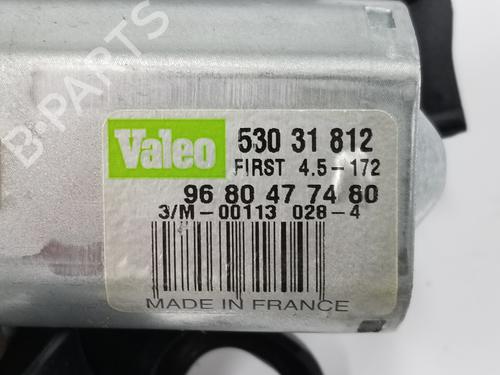 B-PARTS
Valeo
530 31 812
FIRST 4.5-172
96 80 47 74 80
3/M-00113 028-4
MADE IN FRANCE